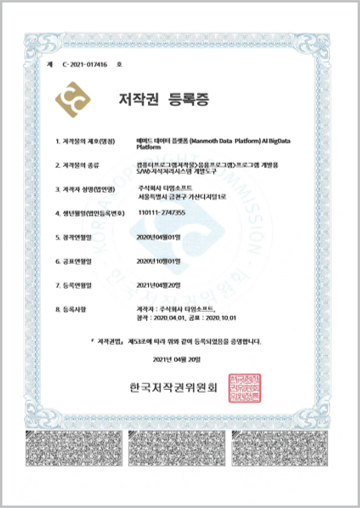 제 C-2021-017416 호
저작권 등록증
1. 저작물의 제호(명칭) 매머드 데이터 플랫폼 (Manmoth Data Platform) AI BigData
Platform
2. 저작물의 종류 컴퓨터프로그램저작물>응용프로그램>프로그램 개발용
S/W>지식처리시스템 개발도구
3. 저작자 성명(법인명) 주식회사 타임소프트
서울특별시 금천구 가산디지털1로
4. 생년월일(법인등록번호) 110111-2747355
5. 창작연월일 2020년04월01일
6. 공표연월일 2020년10월01일
7. 등록연월일 2021년04월20일
8. 등록사항 저작자 : 주식회사 타임소프트,
창작 : 2020.04.01, 공표 : 2020.10.01
『 저작권법』 제53조에 따라 위와 같이 등록되었음을 증명합니다.
2021년 04월 20일
한국저작권위원회